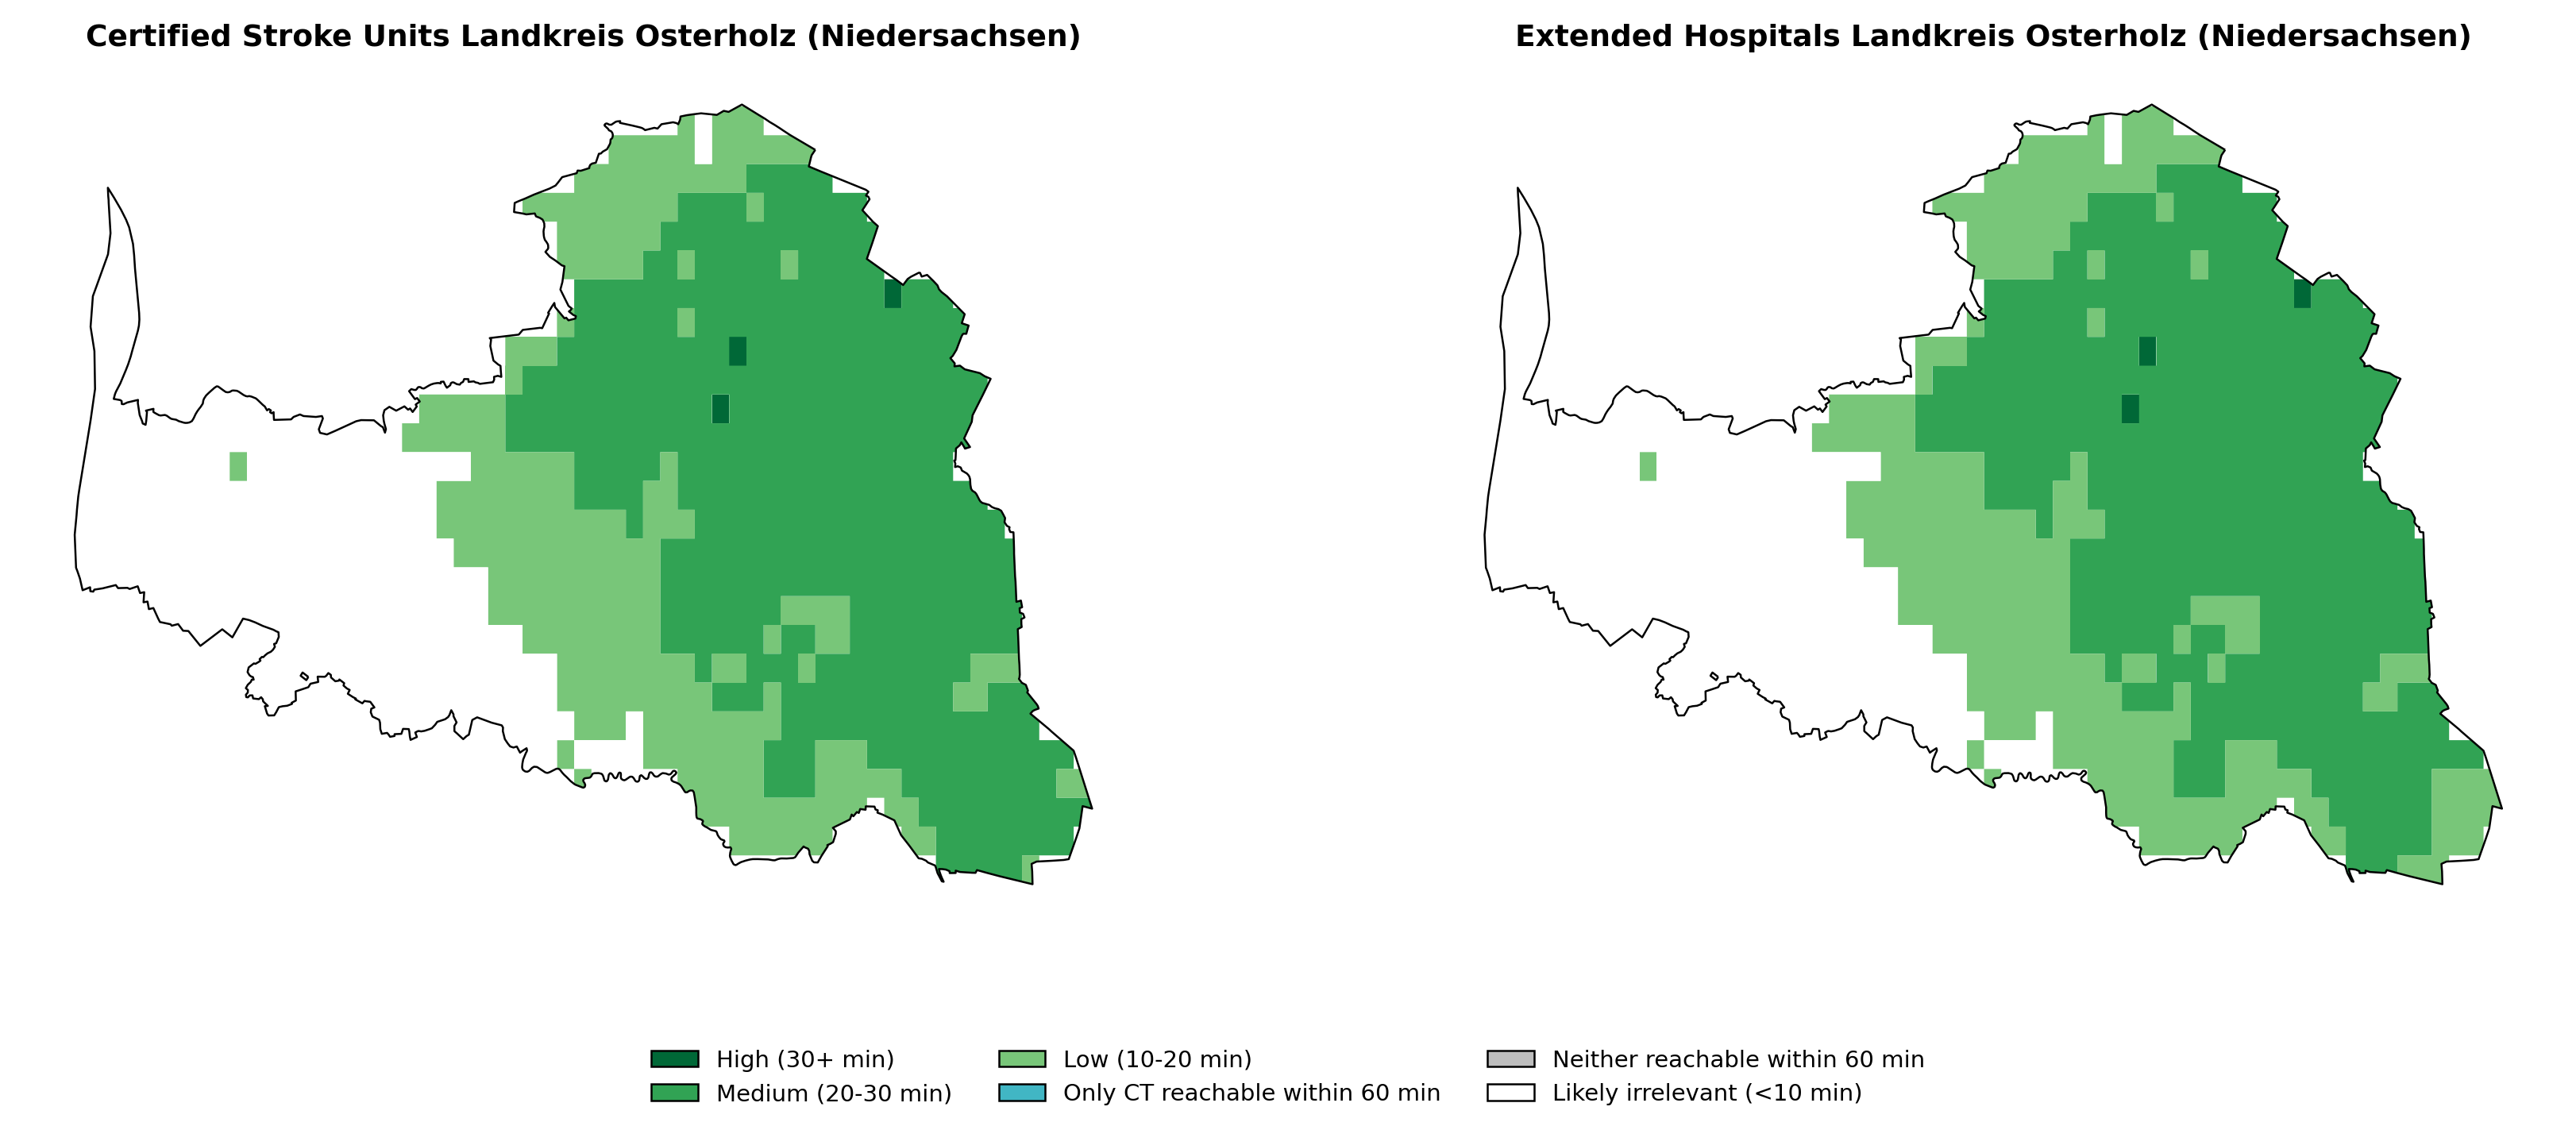 Certified Stroke Units Landkreis Osterholz (Niedersachsen)
Extended Hospitals Landkreis Osterholz (Niedersachsen)
High (30+ min)
Medium (20-30 min)
Low (10-20 min)
Only CT reachable within 60 min
Neither reachable within 60 min
Likely irrelevant (<10 min)